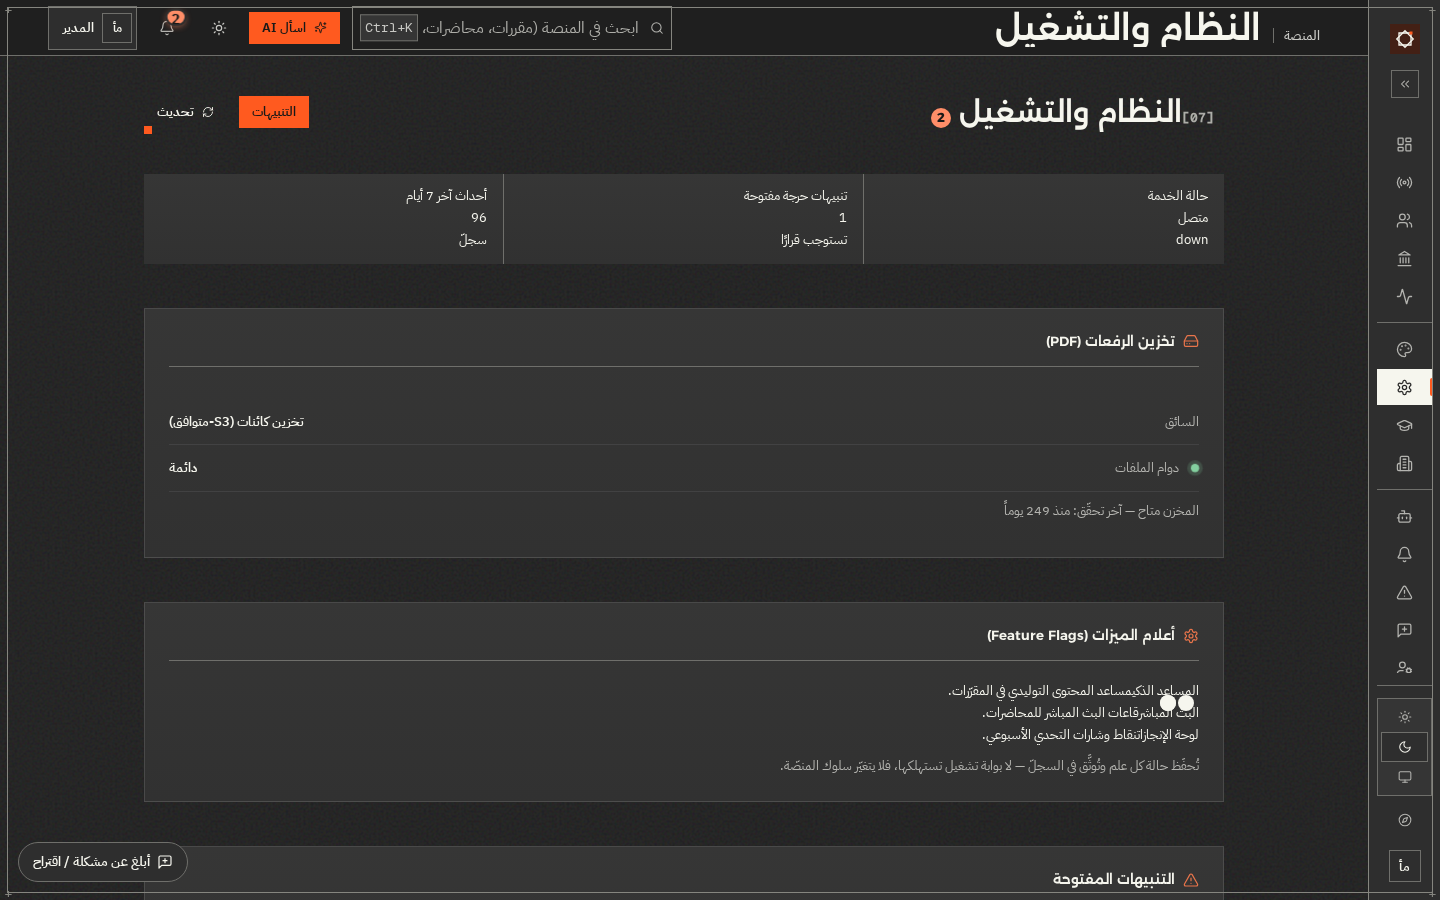 المنصة
النظام والتشغيل
ابحث في المنصة (مقررات، محاضرات، Ctrl+K
اسأل AI
2
مأ المدير
[07] النظام والتشغيل 2
التنبيهات
تحديث
حالة الخدمة
متصل
down
تنبيهات حرجة مفتوحة
1
تستوجب قرارًا
أحداث آخر 7 أيام
96
سجلّ
تخزين الرفعات (PDF)
السائق
تخزين كائنات (S3-متوافق)
دوام الملفات
دائمة
المخزن متاح — آخر تحقّق: منذ 249 يوماً
أعلام الميزات (Feature Flags)
المساعد الذكيمساعد المحتوى التوليدي في المقرّرات.
البث المباشرقاعات البث المباشر للمحاضرات.
لوحة الإنجازاتنقاط وشارات التحدي الأسبوعي.
تُحفَظ حالة كل علم وتُوثَّق في السجلّ — لا بوابة تشغيل تستهلكها، فلا يتغيّر سلوك المنصّة.
التنبيهات المفتوحة
أبلغ عن مشكلة / اقتراح
مأ